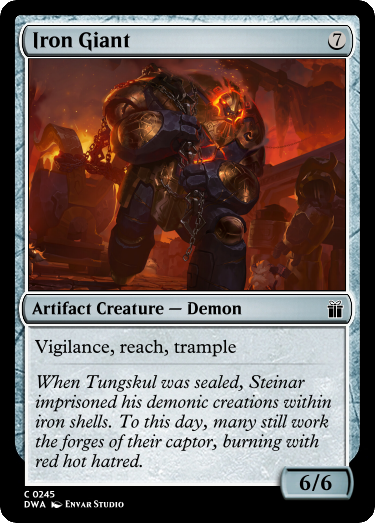 Iron Giant 7
Artifact Creature — Demon
Vigilance, reach, trample
When Tungskul was sealed, Steinar
imprisoned his demonic creations within
iron shells. To this day, many still work
the forges of their captor, burning with
red hot hatred.
6/6
C 0245
DWA Envar Studio